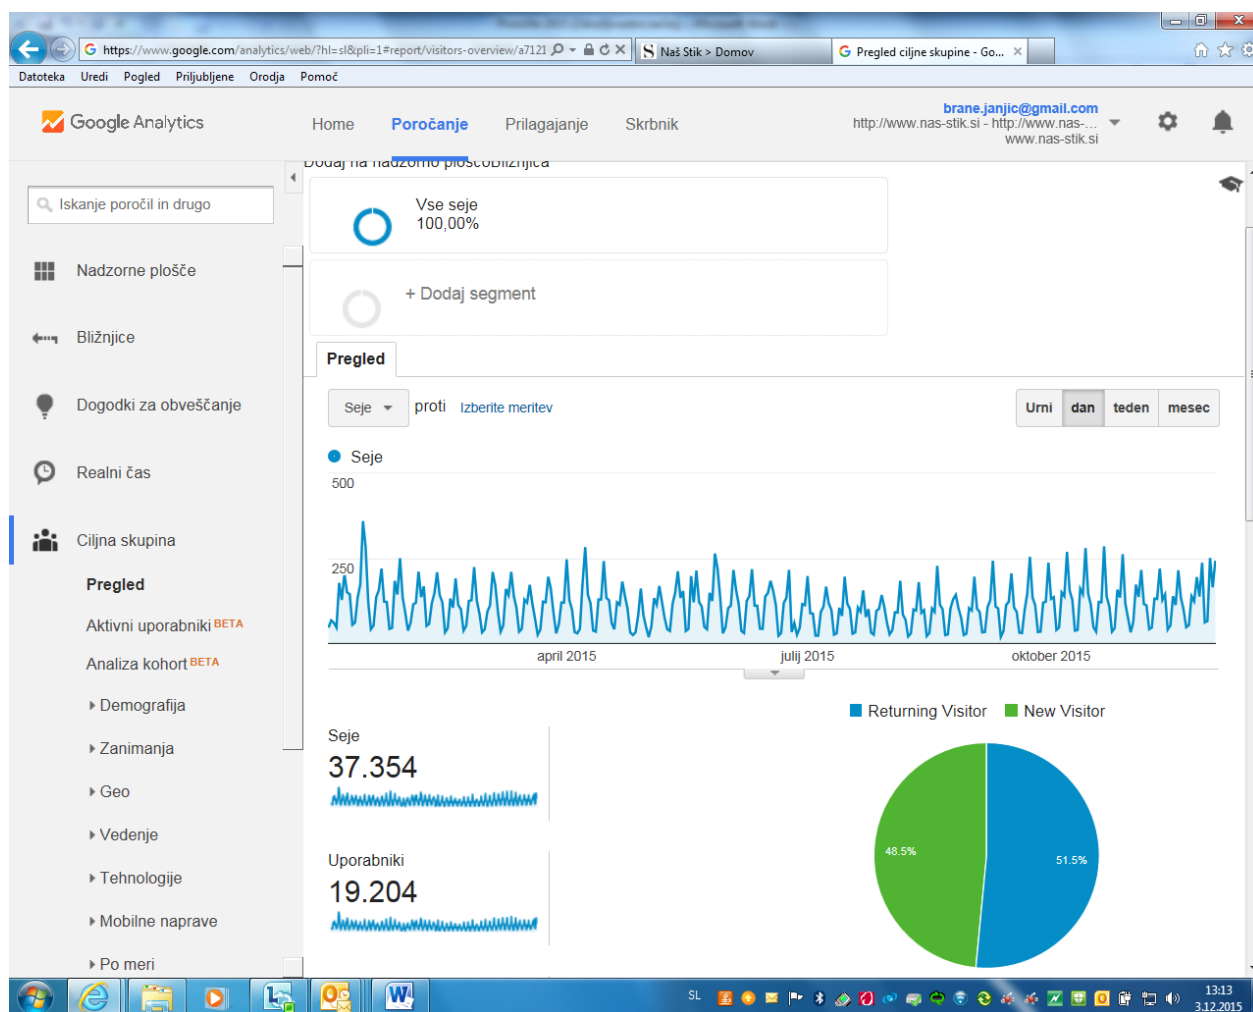 https://www.google.com/analytics/web/?hl=sl&pli=1#report/visitors-overview/a7121
Naš Stik > Domov
Pregled ciljne skupine - Go...
Datoteka Uredi Pogled Priljubljene Orodja Pomoč
Google Analytics
Home Poročanje Prilagajanje Skrbnik
brane.janjic@gmail.com
http://www.nas-stik.si - http://www.nas-...
www.nas-stik.si
Dodaj na nadzorno ploščoBližnjica
Iskanje poročil in drugo
Vse seje
100,00%
Nadzorne plošče
+ Dodaj segment
Bližnjice
Pregled
Dogodki za obveščanje
Seje proti Izberite meritev
Urni dan teden mesec
Seje
Realni čas
500
250
Ciljna skupina
Pregled
Aktivni uporabniki BETA
Analiza kohort BETA
april 2015 julij 2015 oktober 2015
Demografija
Zanimanja
Geo
Vedenje
Tehnologije
Mobilne naprave
Po meri
Returning Visitor New Visitor
Seje
37.354
48.5%
51.5%
Uporabniki
19.204
SL
13:13
3.12.2015